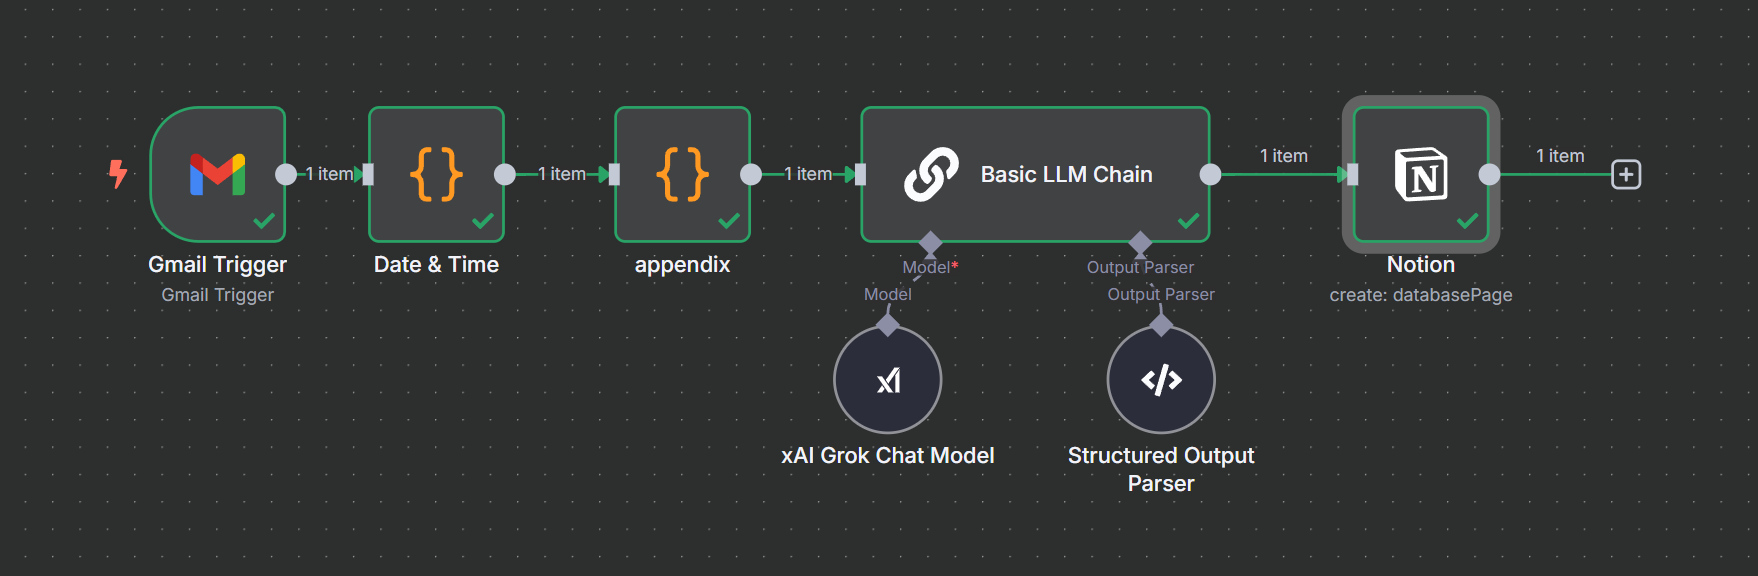 1 item
1 item
1 item
Basic LLM Chain
1 item
1 item
Gmail Trigger
Gmail Trigger
Date & Time
appendix
Model*
Model
Output Parser
Output Parser
Notion
create: databasePage
xAI Grok Chat Model
Structured Output
Parser